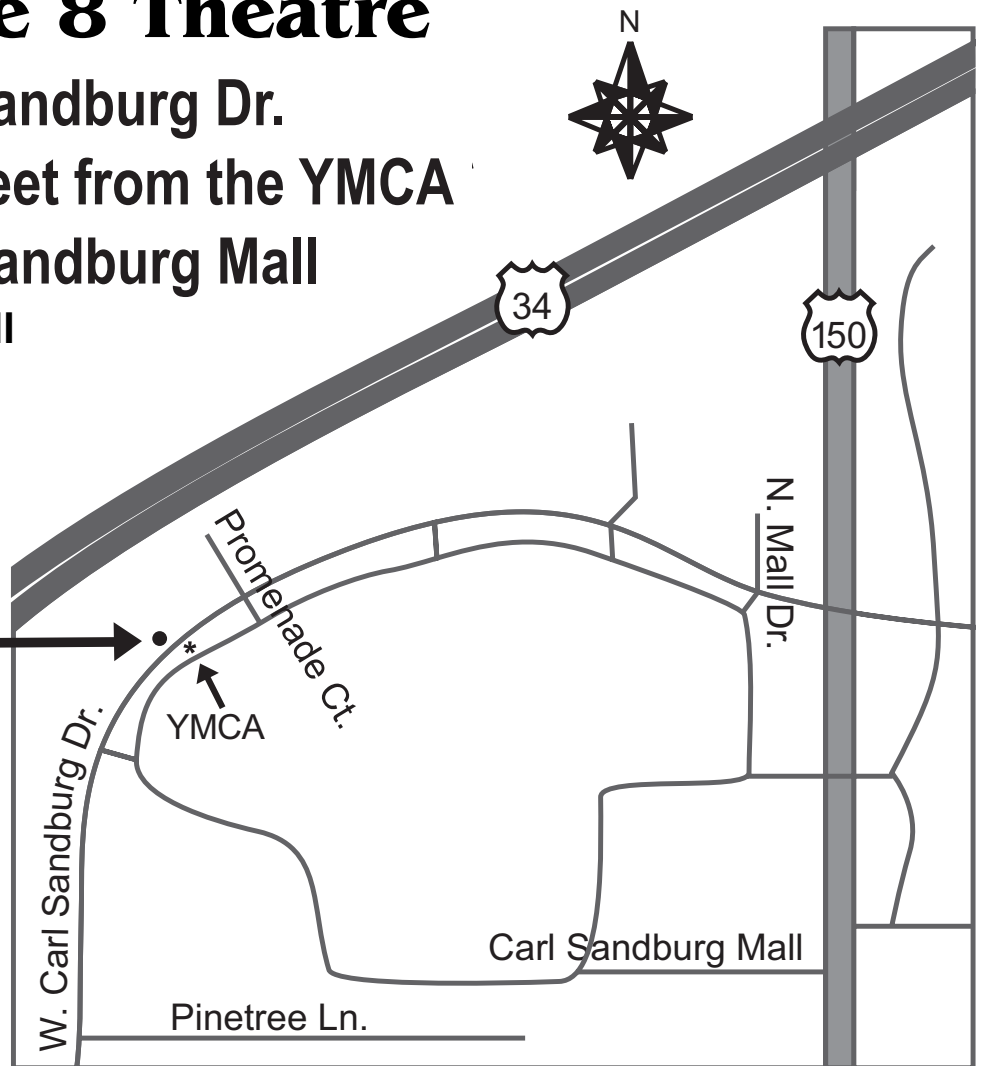 e 8 Theatre
andburg Dr.
eet from the YMCA
andburg Mall
ll
N
34
150
Promenade Ct.
N. Mall Dr.
YMCA
W. Carl Sandburg Dr.
Carl Sandburg Mall
Pinetree Ln.